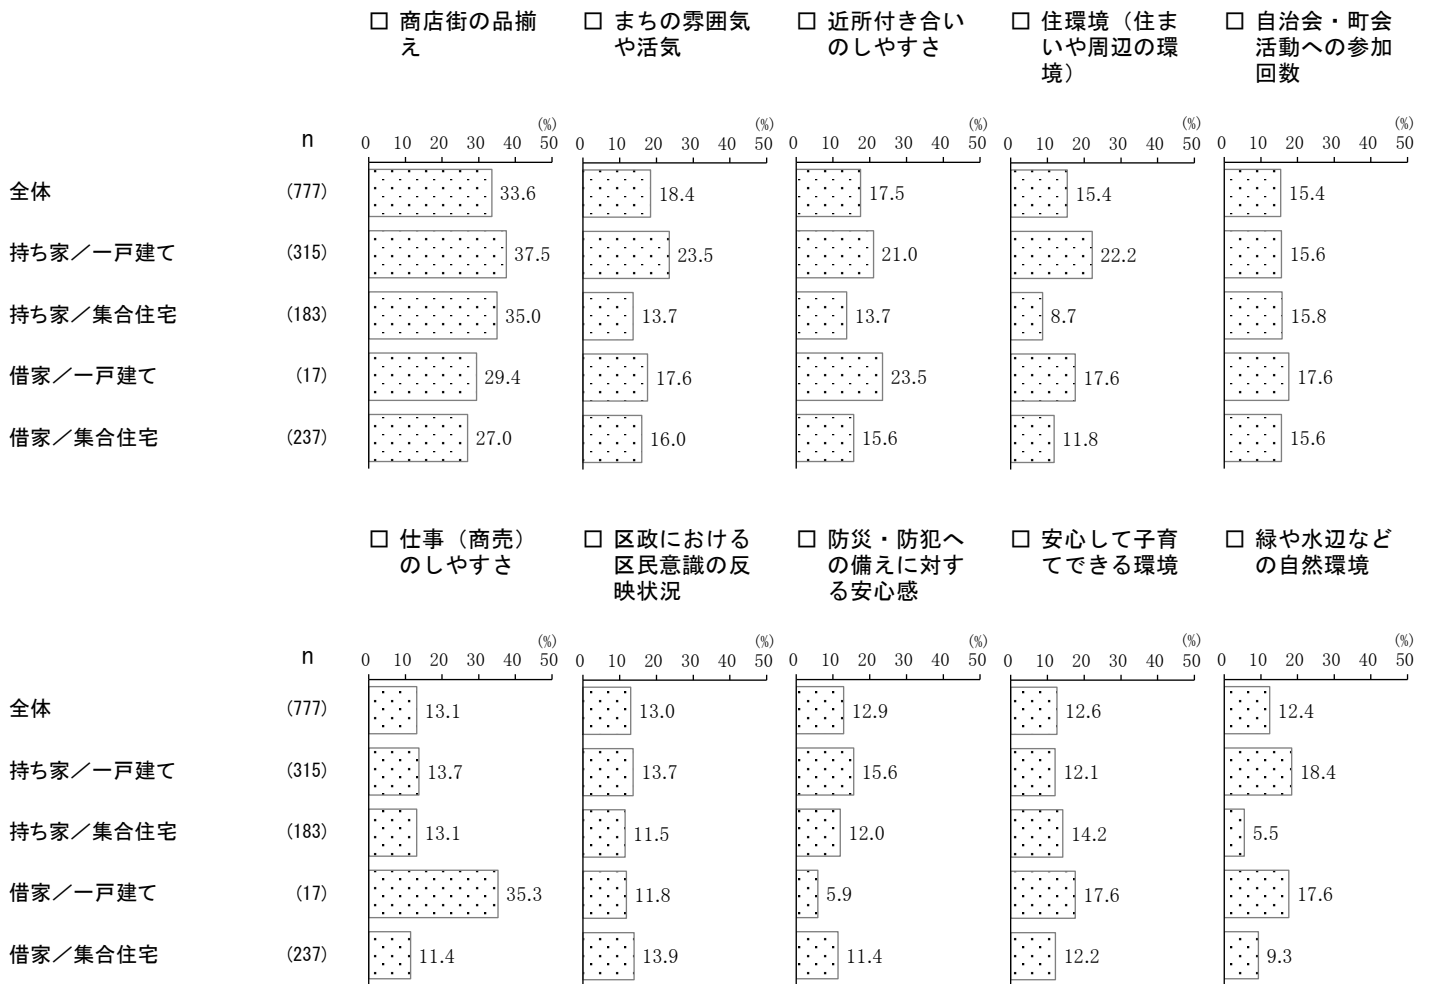 □ 商店街の品揃
え
□ まちの雰囲気
や活気
□ 近所付き合い
のしやすさ
□ 住環境（住ま
いや周辺の環
境）
□ 自治会・町会
活動への参加
回数
n
(%)
0 10 20 30 40 50
(%)
0 10 20 30 40 50
(%)
0 10 20 30 40 50
(%)
0 10 20 30 40 50
(%)
0 10 20 30 40 50
全体 (777) 33.6 18.4 17.5 15.4 15.4
持ち家／一戸建て (315) 37.5 23.5 21.0 22.2 15.6
持ち家／集合住宅 (183) 35.0 13.7 13.7 8.7 15.8
借家／一戸建て (17) 29.4 17.6 23.5 17.6 17.6
借家／集合住宅 (237) 27.0 16.0 15.6 11.8 15.6
□ 仕事（商売）
のしやすさ
□ 区政における
区民意識の反
映状況
□ 防災・防犯へ
の備えに対す
る安心感
□ 安心して子育
てできる環境
□ 緑や水辺など
の自然環境
n
(%)
0 10 20 30 40 50
(%)
0 10 20 30 40 50
(%)
0 10 20 30 40 50
(%)
0 10 20 30 40 50
(%)
0 10 20 30 40 50
全体 (777) 13.1 13.0 12.9 12.6 12.4
持ち家／一戸建て (315) 13.7 13.7 15.6 12.1 18.4
持ち家／集合住宅 (183) 13.1 11.5 12.0 14.2 5.5
借家／一戸建て (17) 35.3 11.8 5.9 17.6 17.6
借家／集合住宅 (237) 11.4 13.9 11.4 12.2 9.3